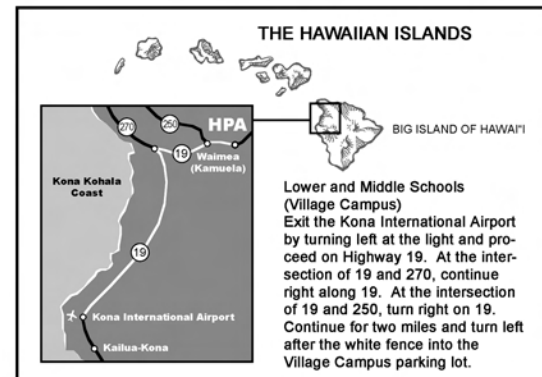 THE HAWAIIAN ISLANDS
BIG ISLAND OF HAWAI"I
270
250
HPA
19
Waimea
(Kamuela)
Kona Kohala
Coast
19
Kona International Airport
Kailua-Kona
Lower and Middle Schools
(Village Campus)
Exit the Kona International Airport
by turning left at the light and pro-
ceed on Highway 19. At the inter-
section of 19 and 270, continue
right along 19. At the intersection
of 19 and 250, turn right on 19.
Continue for two miles and turn left
after the white fence into the
Village Campus parking lot.